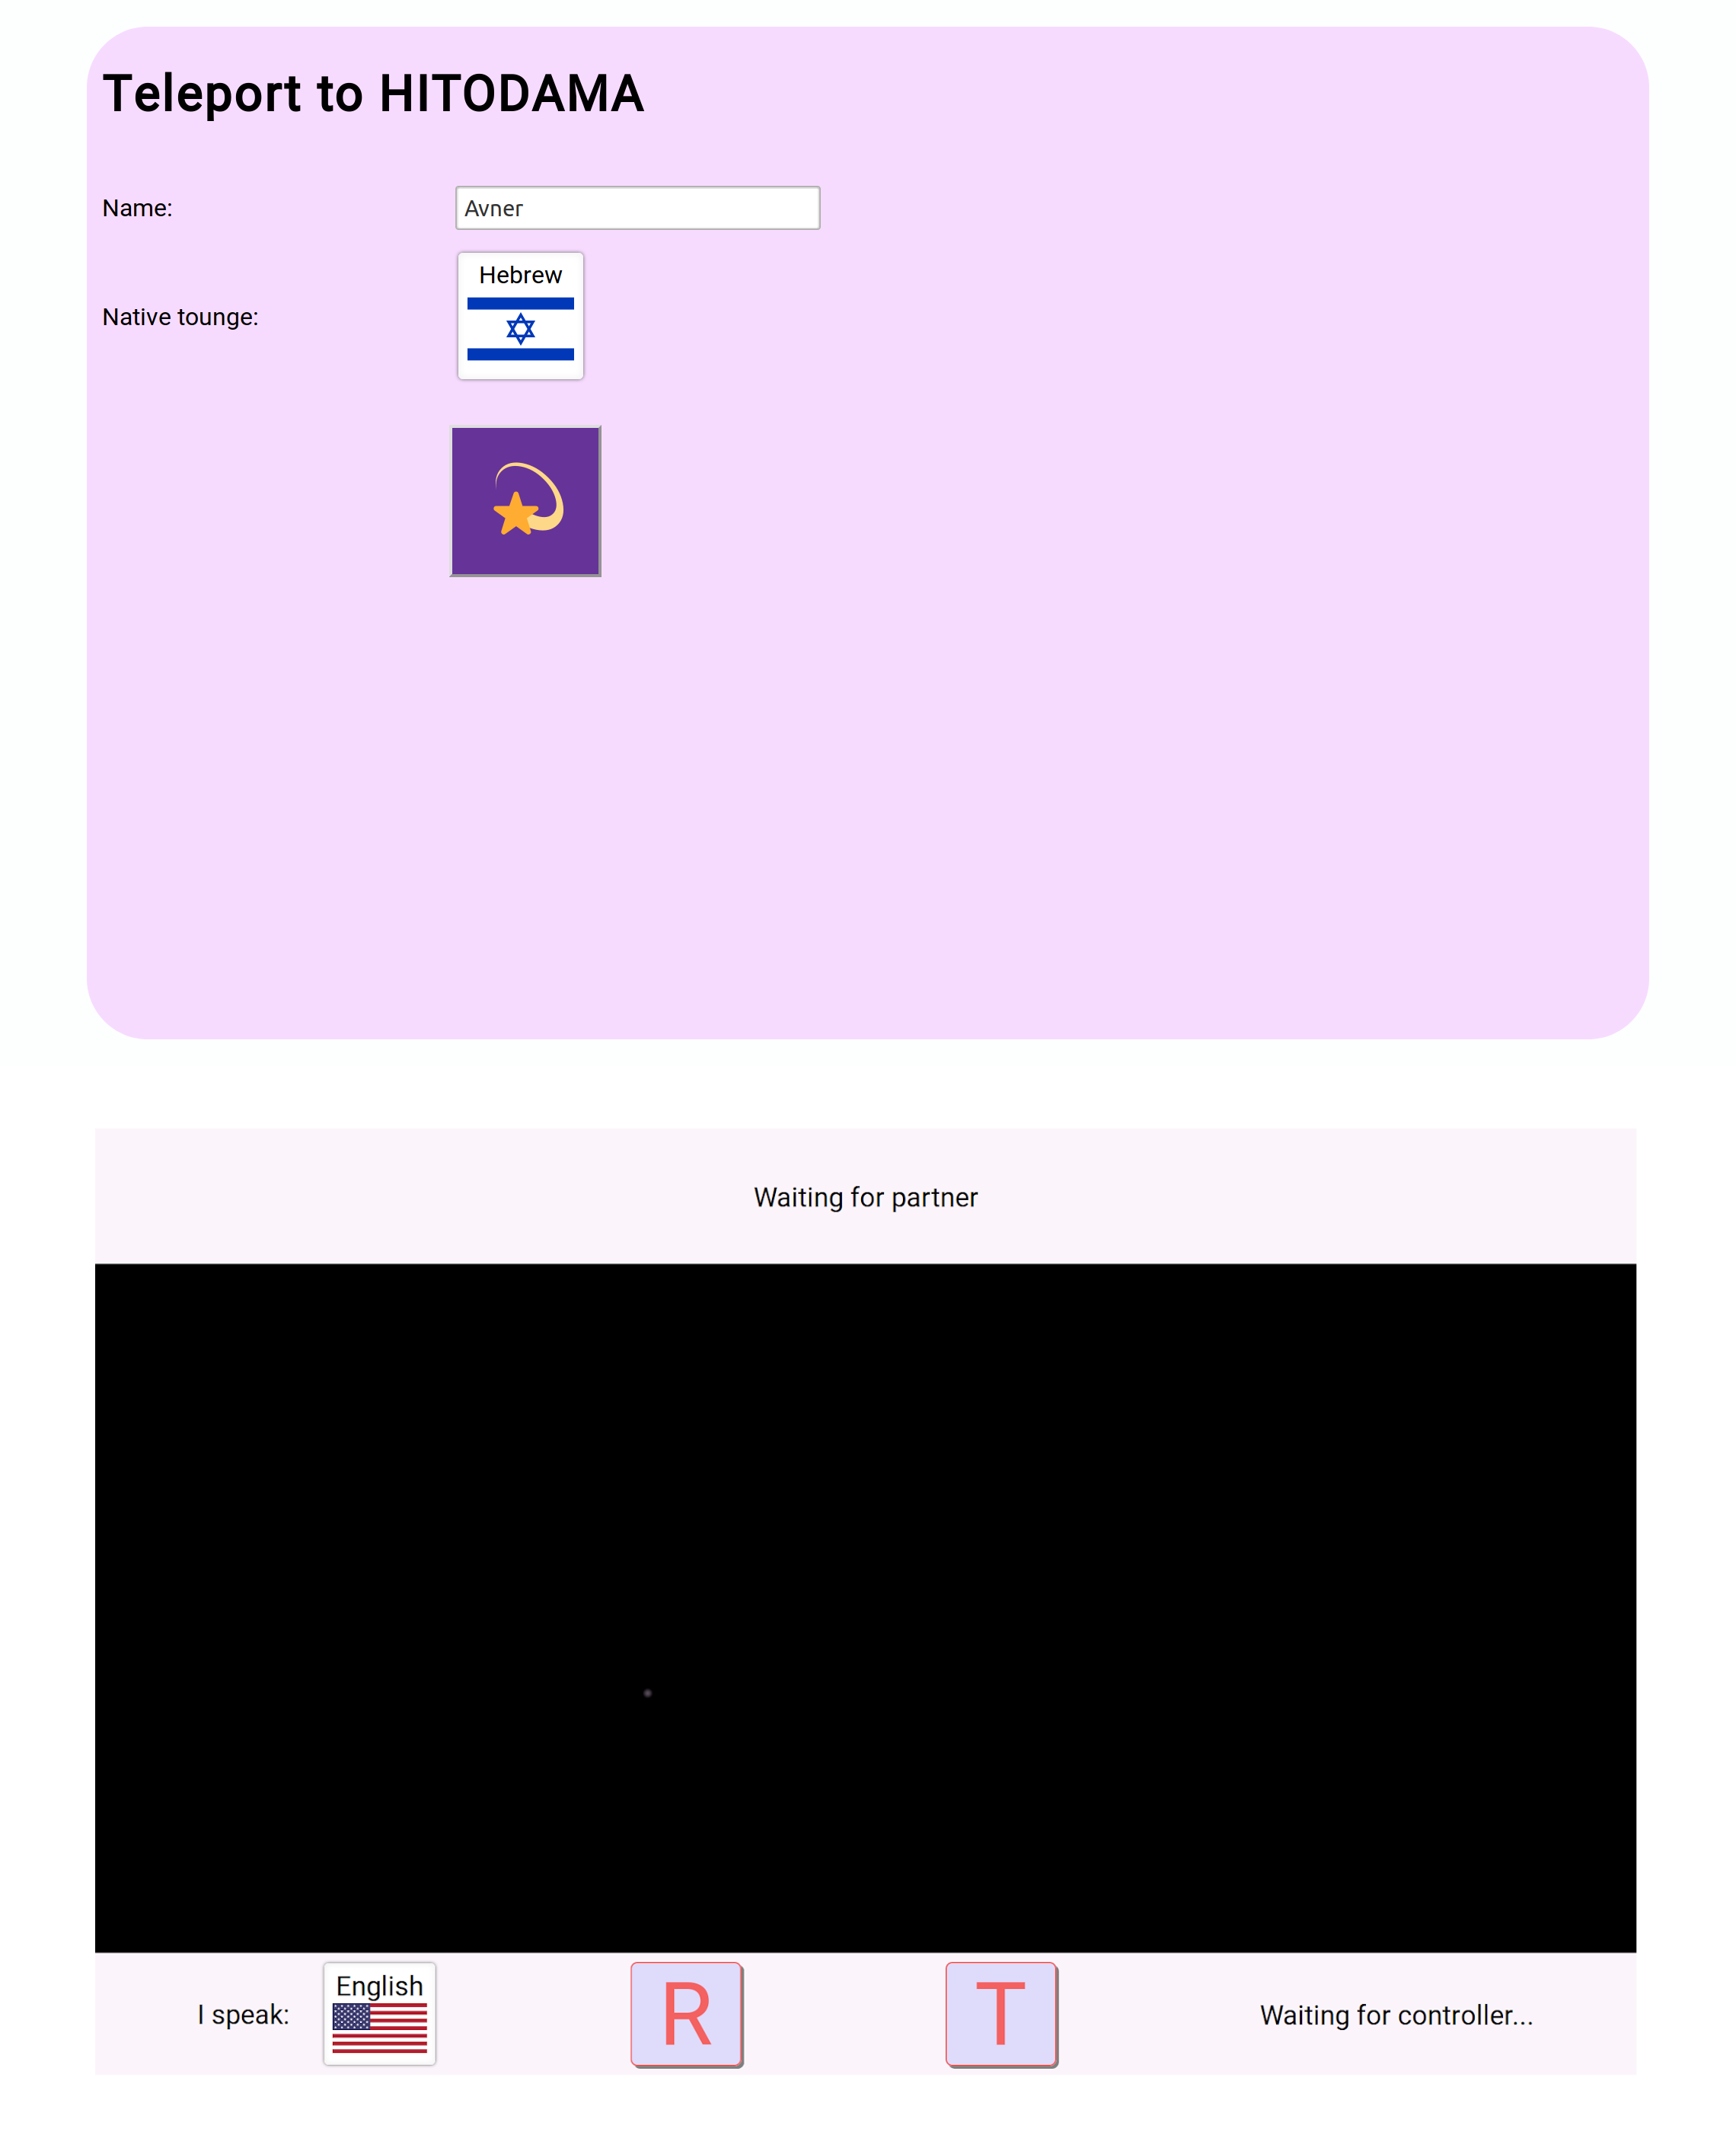 Teleport to HITODAMA
Name:
Avner
Native tounge:
Hebrew
Waiting for partner
I speak:
English
R
T
Waiting for controller...